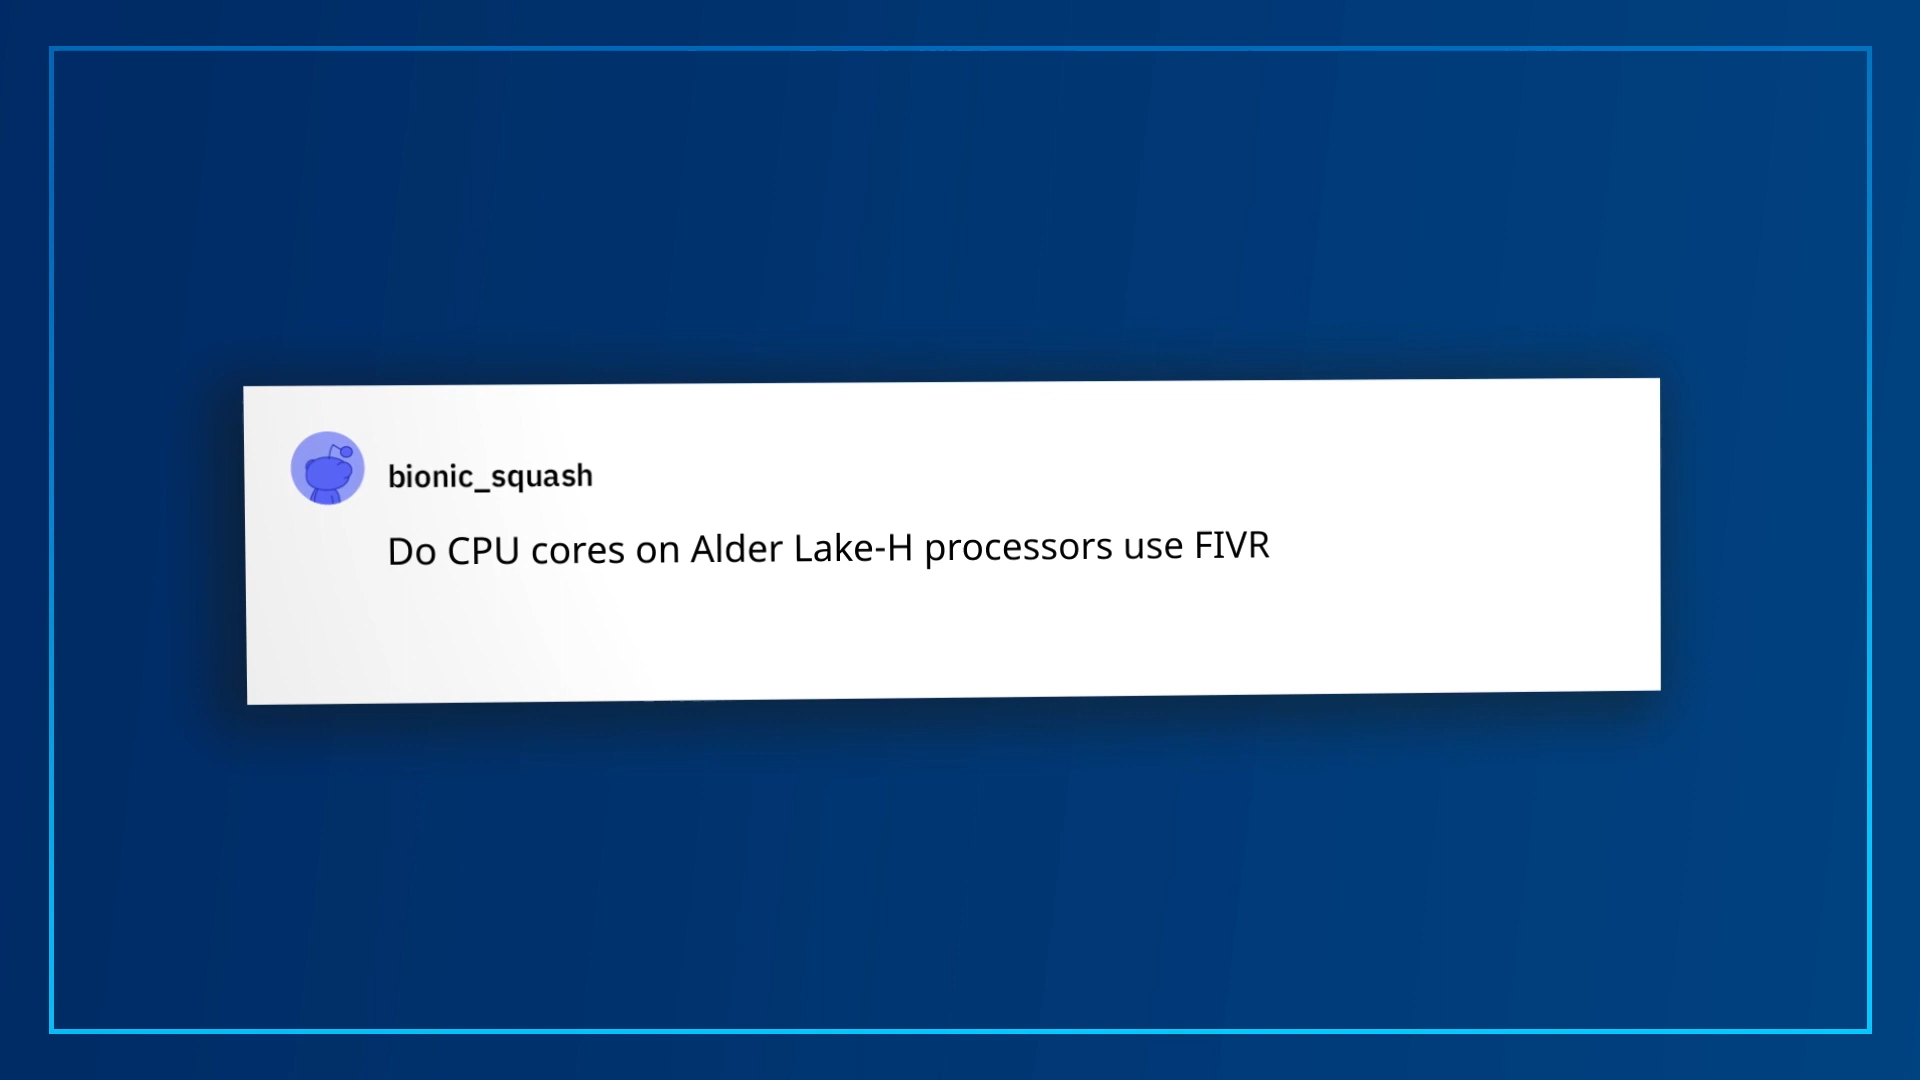 bionic_squash
Do CPU cores on Alder Lake-H processors use FIVR